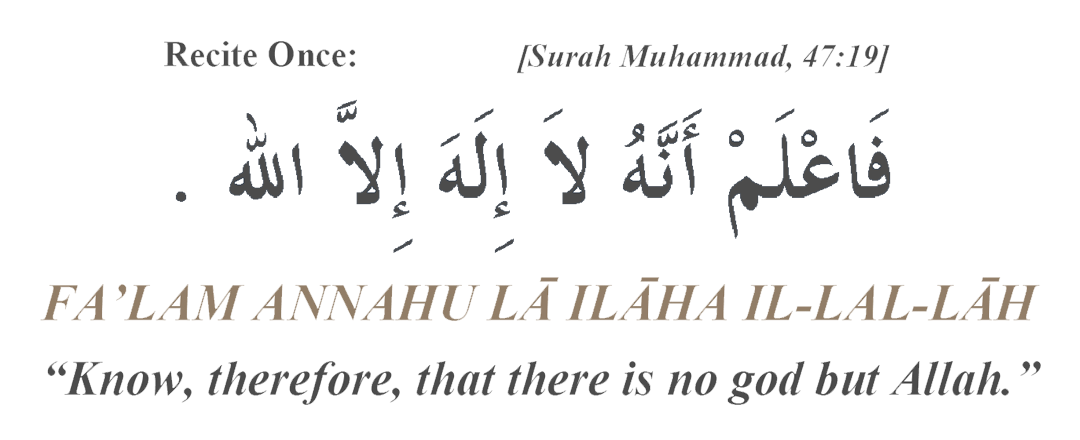 Recite Once: [Surah Muhammad, 47:19]
فَاعْلَمْ أَنَّهُ لاَ إِلَهَ إِلاَّ الله .
FA’LAM ANNAHU LĀ ILĀHA IL-LAL-LĀH
“Know, therefore, that there is no god but Allah.”